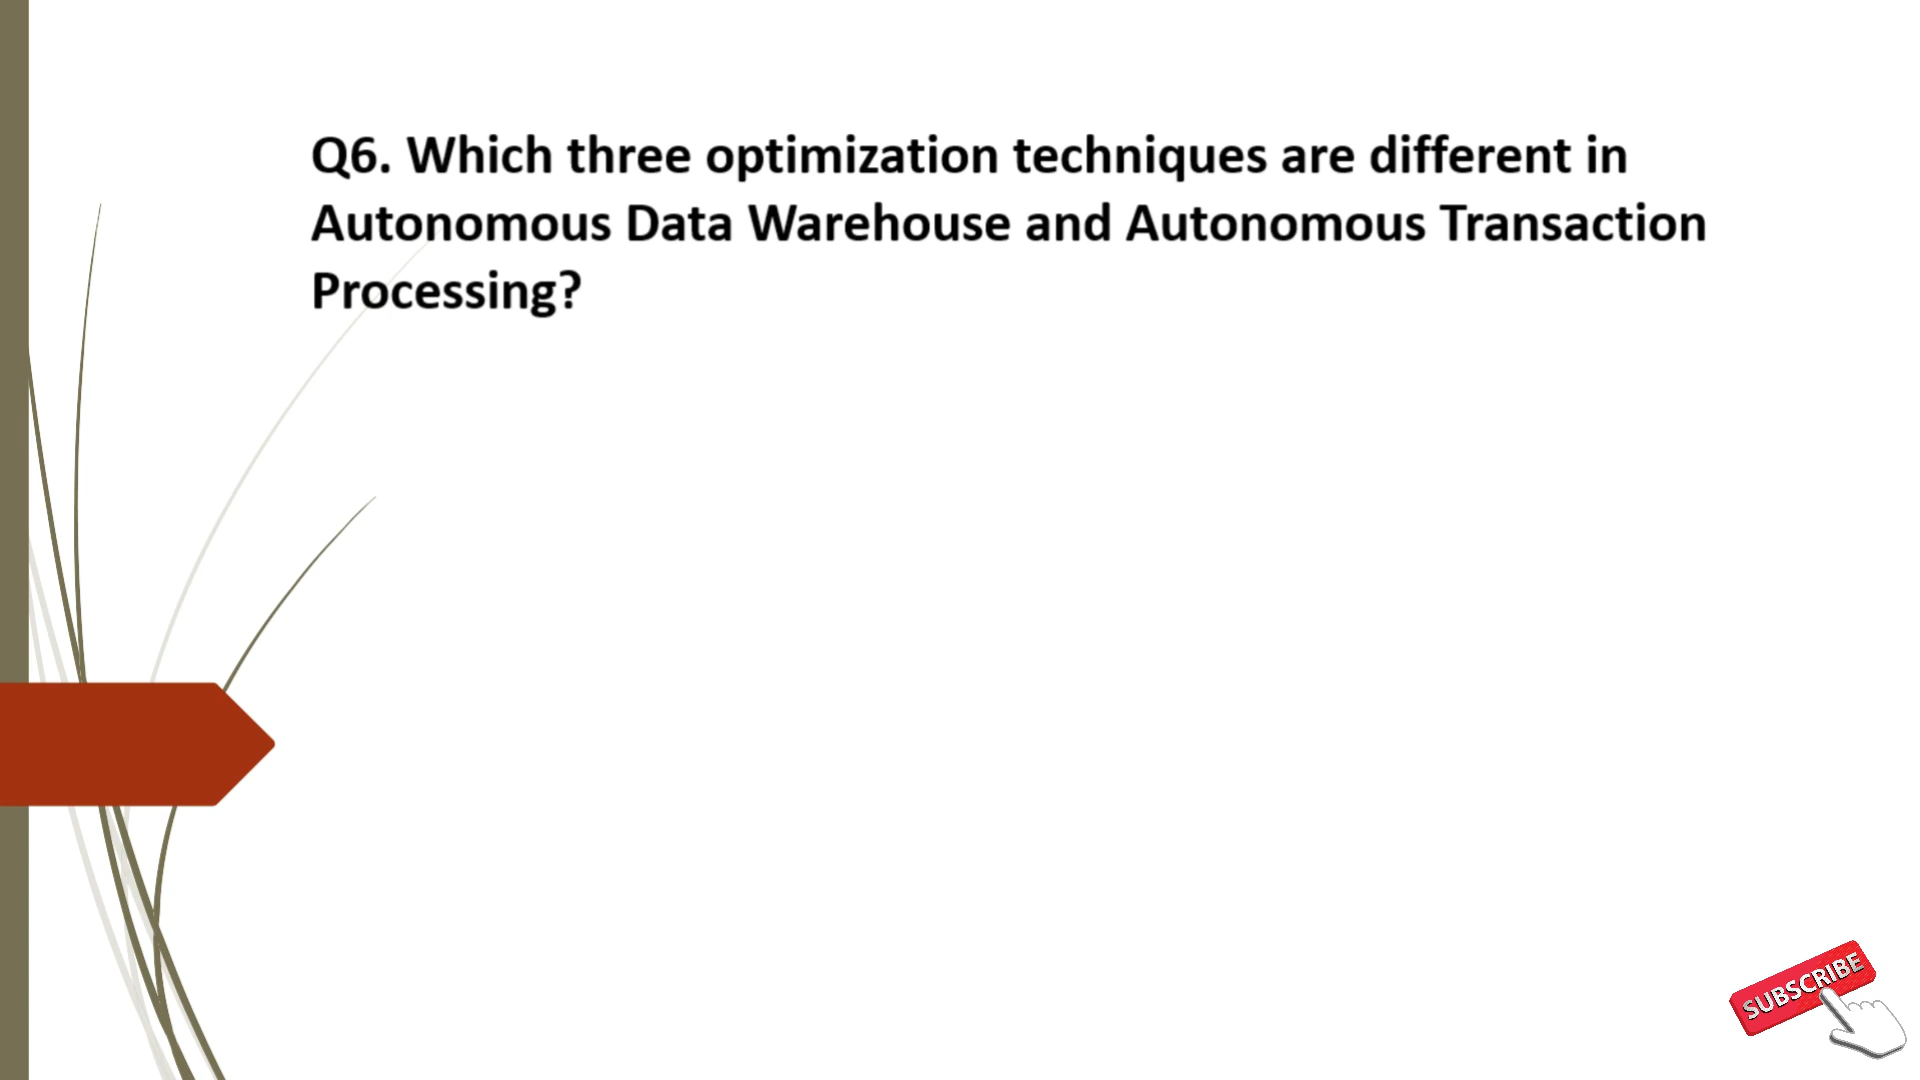 Q6. Which three optimization techniques are different in
Autonomous Data Warehouse and Autonomous Transaction
Processing?
SUBSCRIBE